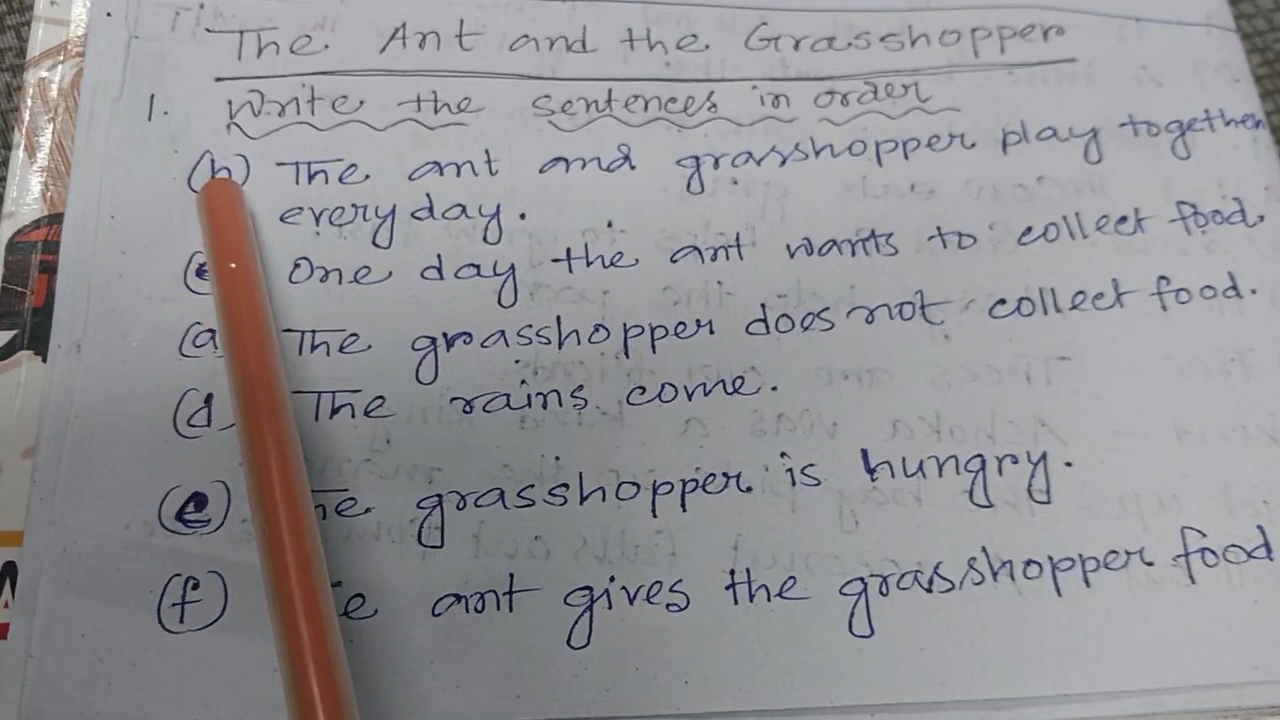 The Ant and the Grasshopper
1. Write the sentences in order
(b) The ant and grasshopper play together
everyday.
One day the ant wants to collect food.
(a The grasshopper does not collect food.
(d The rains come.
(e) grasshopper is hungry.
(f) ant gives the grasshopper food